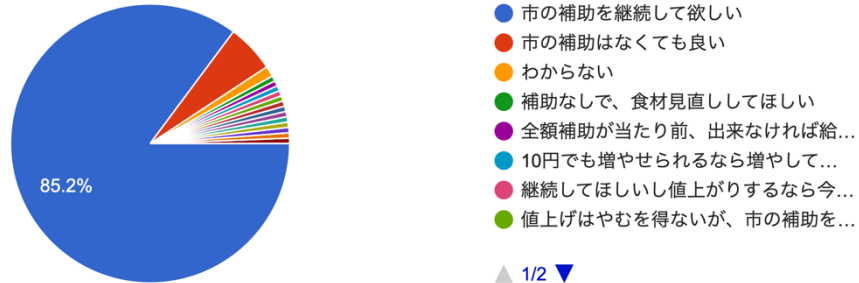 85.2%
市の補助を継続して欲しい
市の補助はなくても良い
わからない
補助なしで、食材見直ししてほしい
全額補助が当たり前、出来なければ給…
10円でも増やせられるなら増やして…
継続してほしいし値上がりするなら今…
値上げはやむを得ないが、市の補助を…
1/2